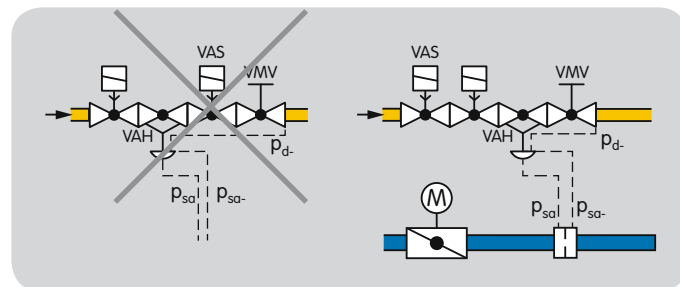 VAS
VMV
VAH
pd-
psa
psa-
VAS
VMV
VAH
pd-
psa
psa-
M